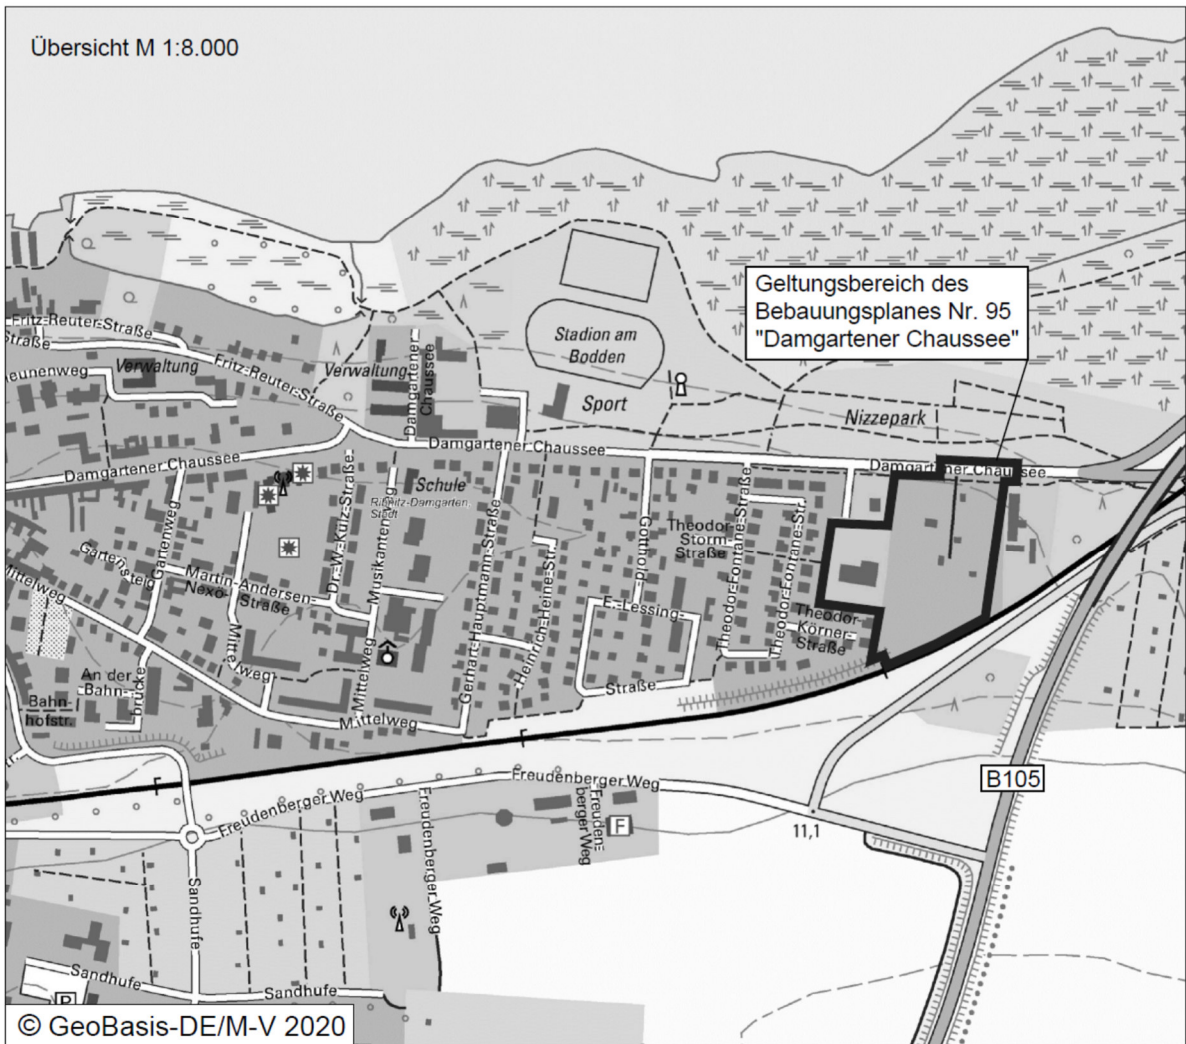 Übersicht M 1:8.000
Geltungsbereich des
Bebauungsplanes Nr. 95
"Damgartener Chaussee"
Fritz-Reuter-Straße
Straße
Verwaltung
eunenweg
Fritz-Reuter-Straße
Verwaltung
Damgartener
Chaussee
Stadion am
Bodden
Sport
Nizzepark
Damgartener Chaussee
Damgartener Chaussee
Damgartener Chaussee
Schule
Ribnitz-Damgarten,
Stadt
Gartenweg
Gartensteig
Mittelweg
Martin-Andersen-
Nexö-Straße
Dr.-W.-Külz-Straße
Musikantenweg
Mittelweg
Mittelweg
Mittelweg
Gerhart-Hauptmann-Straße
Heinrich-Heine-Str.
Gotthold-
E.-Lessing-
Straße
Theodor-
Storm-
Straße
Theodor-Fontane-Straße
Theodor-Fontane-Str.
Theodor-
Körner-
Straße
An der
Bahn-
brücke
Bahn-
hofstr.
tr.
B105
Freudenberger Weg
Freudenberger Weg
Freudenberger Weg
Freuden-
berger Weg
F
11,1
Sandhufe
Sandhufe
Sandhufe
P
© GeoBasis-DE/M-V 2020